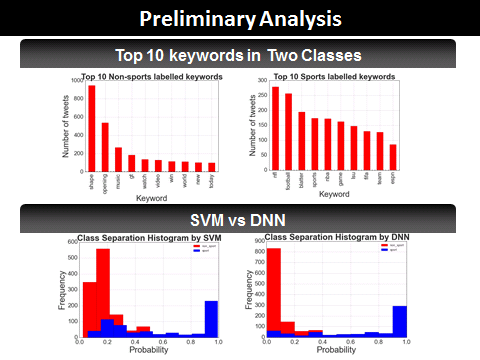 Preliminary Analysis
Top 10 keywords in Two Classes
Top 10 Non-sports labelled keywords
Number of tweets
1000
800
600
400
200
0
shape
opening
music
gt
watch
video
win
world
new
today
Keyword
Top 10 Sports labelled keywords
Number of tweets
300
250
200
150
100
50
0
nfl
football
blatter
sports
nba
game
lsu
fifa
team
espn
Keyword
SVM vs DNN
Class Separation Histogram by SVM
Frequency
600
500
400
300
200
100
0
0.0 0.2 0.4 0.6 0.8 1.0
Probability
sport
Class Separation Histogram by DNN
Frequency
900
800
700
600
500
400
300
200
100
0
0.0 0.2 0.4 0.6 0.8 1.0
Probability
sport